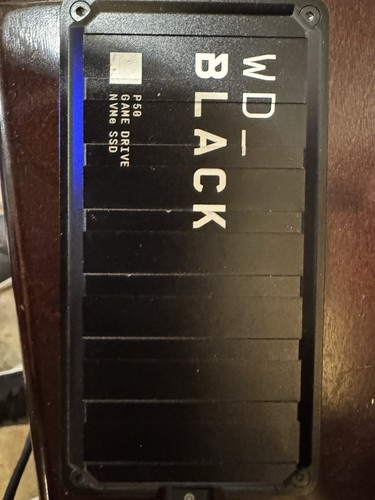 WD_
BLACK
P50
GAME DRIVE
NVMe SSD